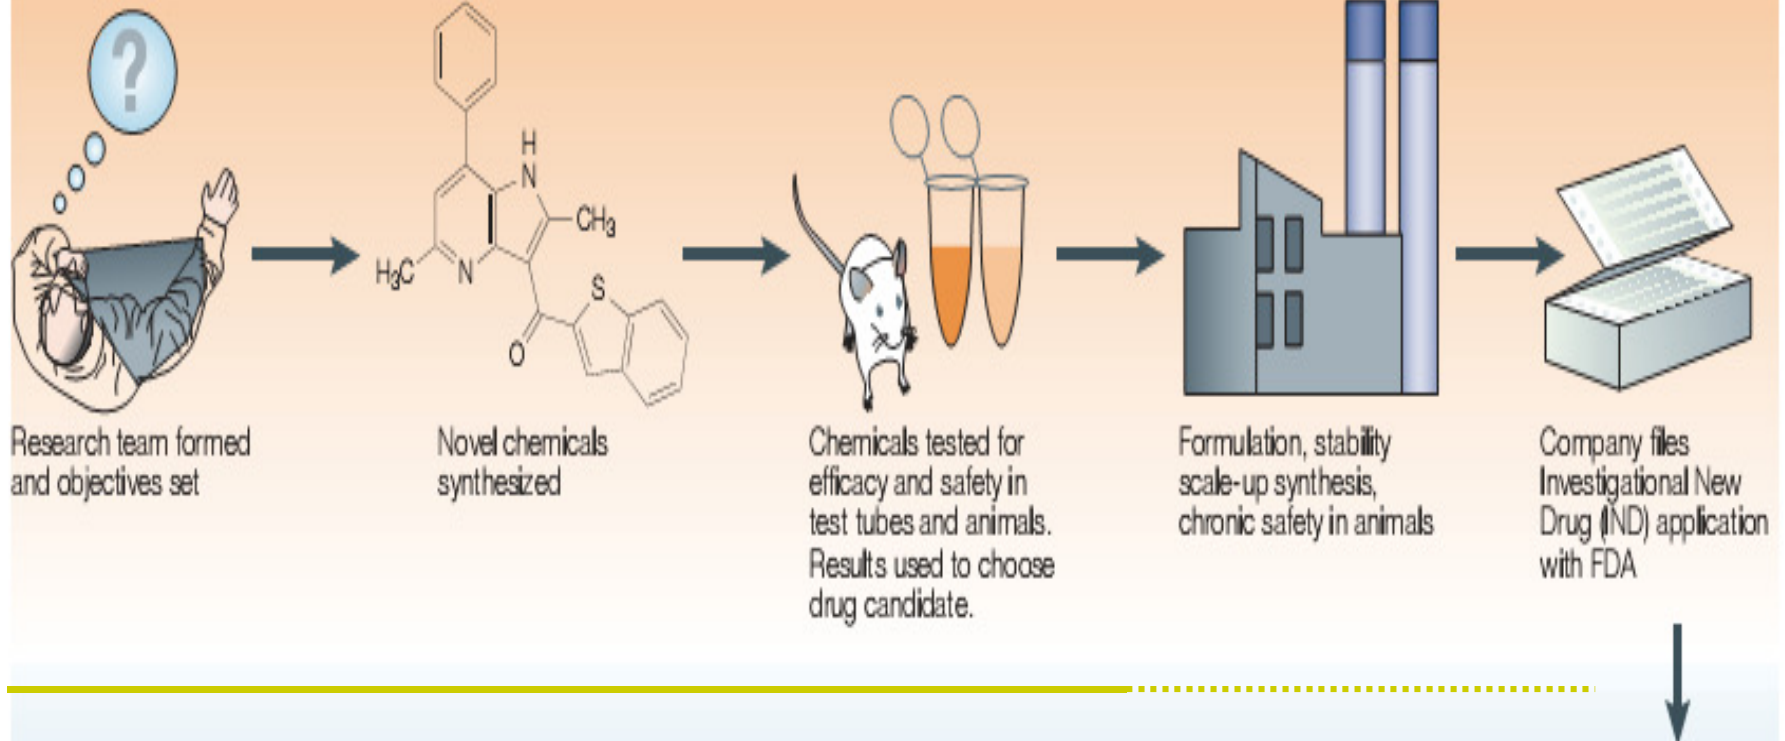 ?
H
N
CH3
H3C
N
S
O
Research team formed
and objectives set
Novel chemicals
synthesized
Chemicals tested for
efficacy and safety in
test tubes and animals.
Results used to choose
drug candidate.
Formulation, stability
scale-up synthesis,
chronic safety in animals
Company files
Investigational New
Drug (IND) application
with FDA